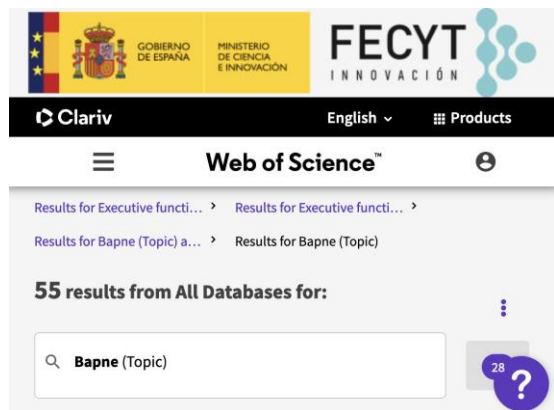 GOBIERNO
DE ESPAÑA
MINISTERIO
DE CIENCIA
E INNOVACIÓN
FECYT
INNOVACIÓN
Clariv
English
Products
Web of Science™
Results for Executive functi... > Results for Executive functi... >
Results for Bapne (Topic) a... > Results for Bapne (Topic)
55 results from All Databases for:
Bapne (Topic)
28
?